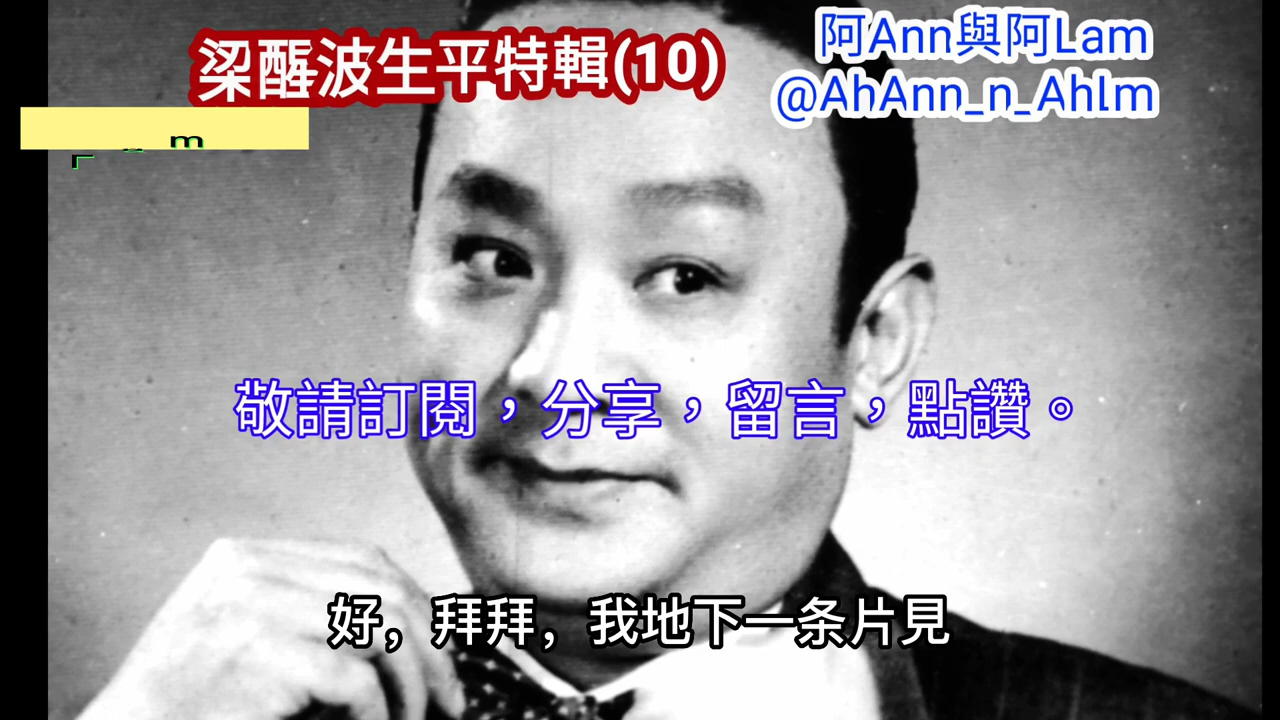 梁醒波生平特輯(10)
阿Ann與阿Lam
@AhAnn_n_Ahlm
敬請訂閱，分享，留言，點讚。
好，拜拜，我地下一条片見